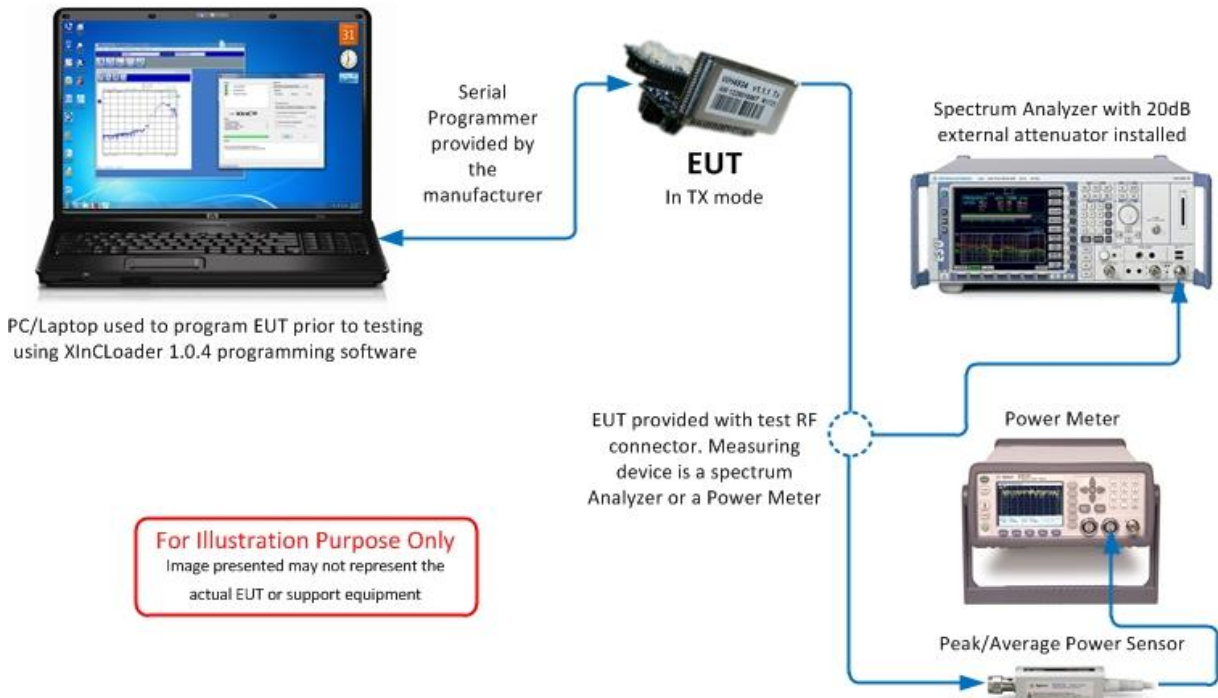 31
Serial
Programmer
provided by
the
manufacturer
EUT
In TX mode
Spectrum Analyzer with 20dB
external attenuator installed
PC/Laptop used to program EUT prior to testing
using XInCLoader 1.0.4 programming software
EUT provided with test RF
connector. Measuring
device is a spectrum
Analyzer or a Power Meter
Power Meter
For Illustration Purpose Only
Image presented may not represent the
actual EUT or support equipment
Peak/Average Power Sensor